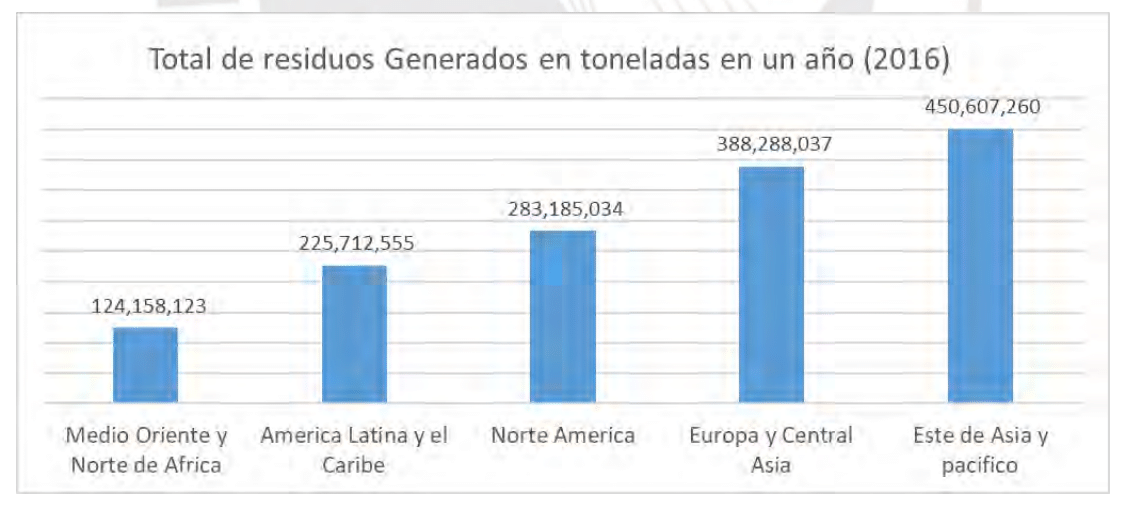 Total de residuos Generados en toneladas en un año (2016)
450,607,260
388,288,037
283,185,034
225,712,555
124,158,123
Medio Oriente y
Norte de Africa
America Latina y el
Caribe
Norte America
Europa y Central
Asia
Este de Asia y
pacifico